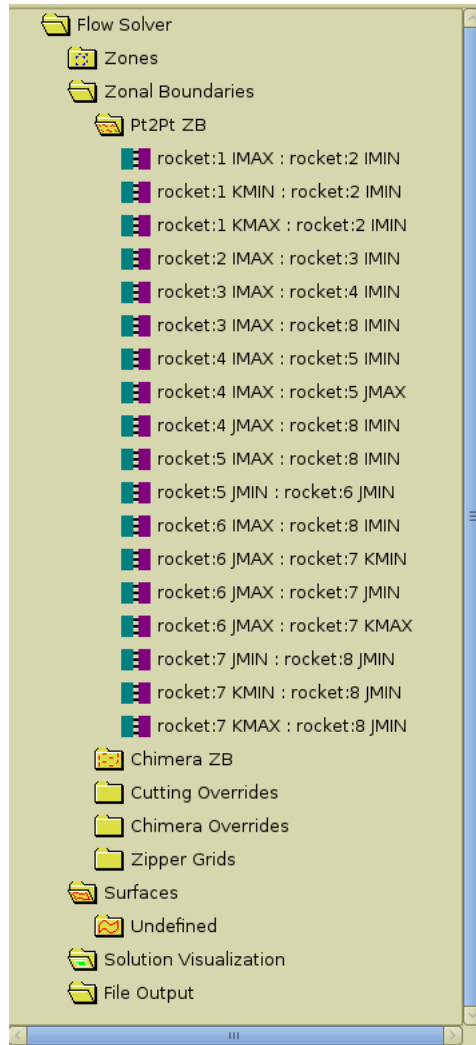 Flow Solver
Zones
Zonal Boundaries
Pt2Pt ZB
rocket:1 IMAX : rocket:2 IMIN
rocket:1 KMIN : rocket:2 IMIN
rocket:1 KMAX : rocket:2 IMIN
rocket:2 IMAX : rocket:3 IMIN
rocket:3 IMAX : rocket:4 IMIN
rocket:3 IMAX : rocket:8 IMIN
rocket:4 IMAX : rocket:5 IMIN
rocket:4 IMAX : rocket:5 JMAX
rocket:4 JMAX : rocket:8 IMIN
rocket:5 IMAX : rocket:8 IMIN
rocket:5 JMIN : rocket:6 JMIN
rocket:6 IMAX : rocket:8 IMIN
rocket:6 JMAX : rocket:7 KMIN
rocket:6 JMAX : rocket:7 JMIN
rocket:6 JMAX : rocket:7 KMAX
rocket:7 JMIN : rocket:8 JMIN
rocket:7 KMIN : rocket:8 JMIN
rocket:7 KMAX : rocket:8 JMIN
Chimera ZB
Cutting Overrides
Chimera Overrides
Zipper Grids
Surfaces
Undefined
Solution Visualization
File Output